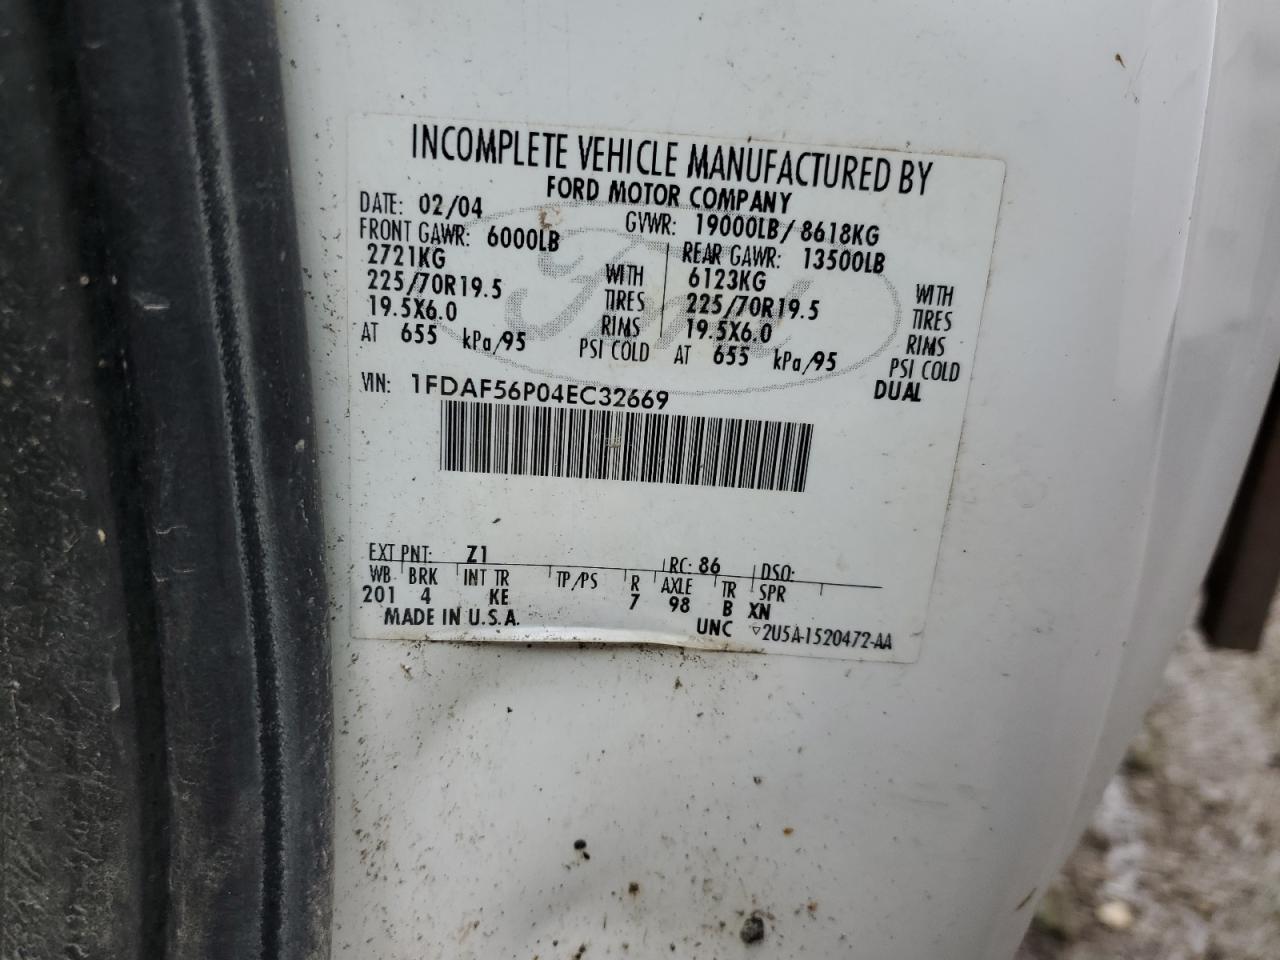 INCOMPLETE VEHICLE MANUFACTURED BY
FORD MOTOR COMPANY
DATE: 02/04 GVWR: 19000LB/8618KG
FRONT GAWR: 6000LB REAR GAWR: 13500LB
2721KG WITH 6123KG WITH
225/70R19.5 TIRES 225/70R19.5 TIRES
19.5X6.0 RIMS 19.5X6.0 RIMS
AT 655 kPa/95 PSI COLD AT 655 kPa/95 PSI COLD
DUAL
VIN: 1FDAF56P04EC32669
Ford
EXT PNT: Z1 RC: 86 DSO:
WB BRK INT TR TP/PS R AXLE TR SPR
201 4 KE 7 98 B XN
MADE IN U.S.A. UNC ▽2U5A-1520472-AA